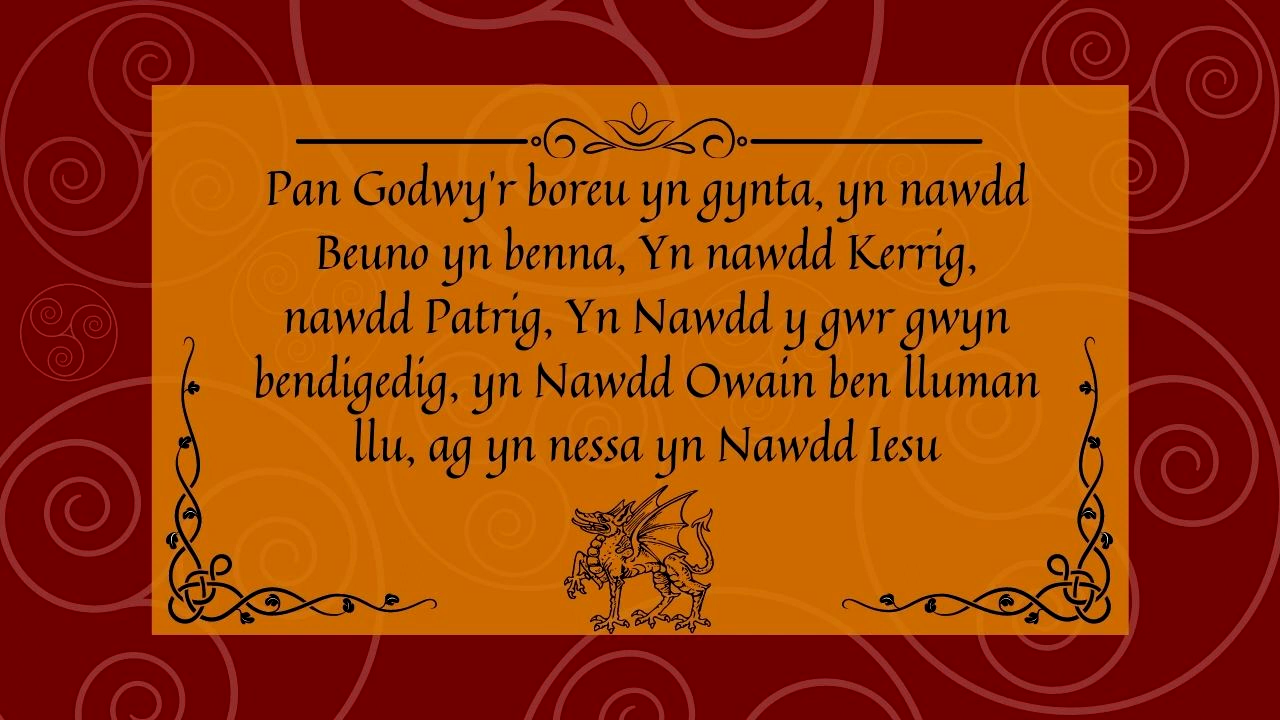 Pan Godwy'r boreu yn gynta, yn nawdd
Beuno yn benna, Yn nawdd Kerrig,
nawdd Patrig, Yn Nawdd y gwr gwyn
bendigedig, yn Nawdd Owain ben lluman
llu, ag yn nessa yn Nawdd Iesu